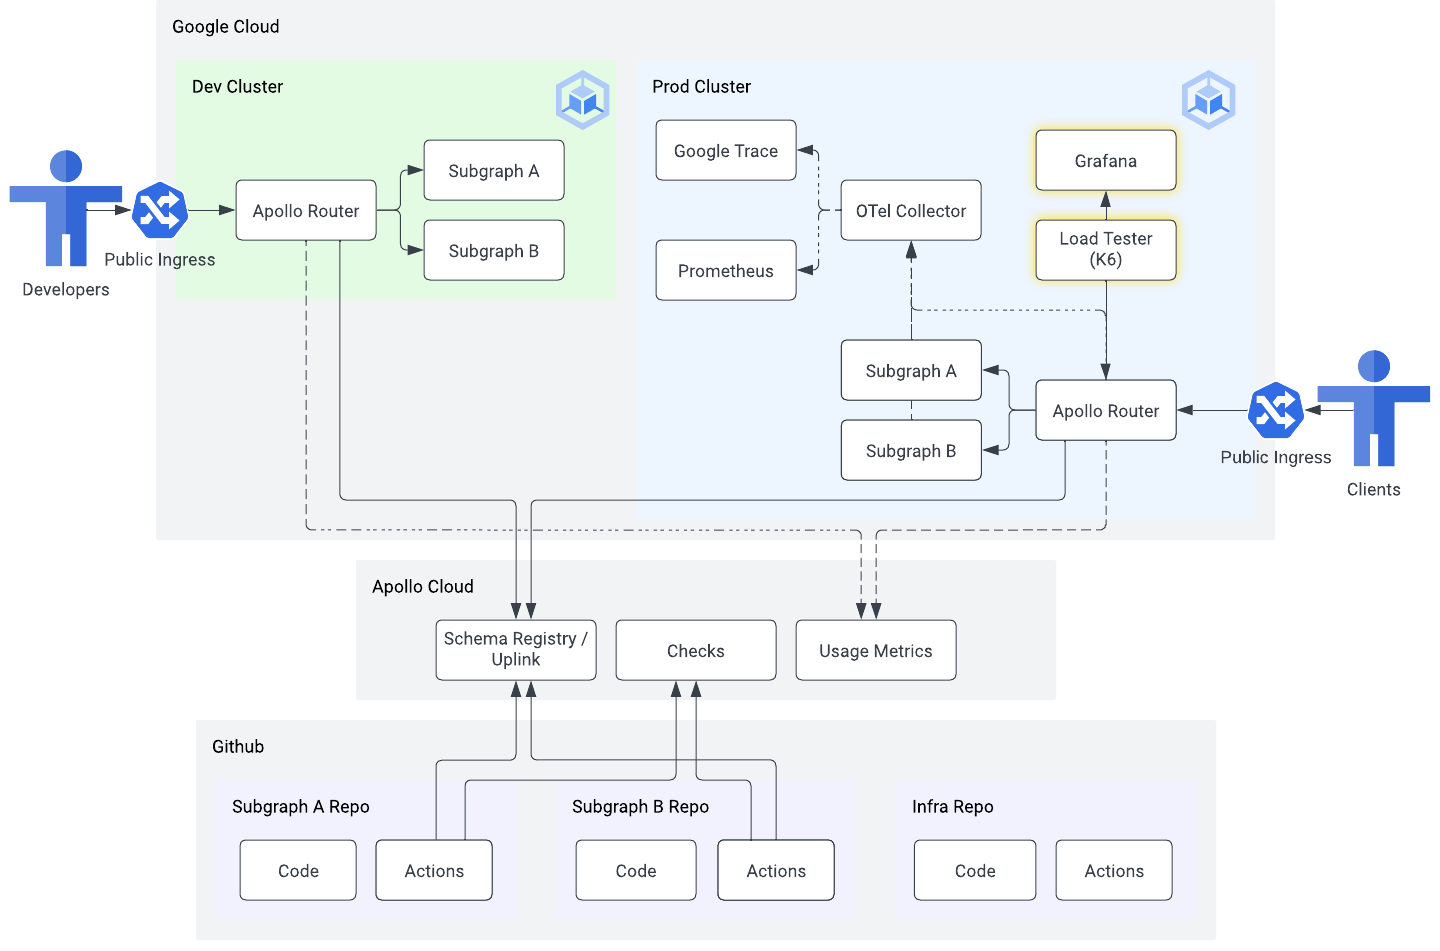 Google Cloud
Dev Cluster
Apollo Router
Subgraph A
Subgraph B
Developers
Public Ingress
Prod Cluster
Google Trace
Prometheus
OTel Collector
Grafana
Load Tester
(K6)
Subgraph A
Subgraph B
Apollo Router
Public Ingress
Clients
Apollo Cloud
Schema Registry /
Uplink
Checks
Usage Metrics
Github
Subgraph A Repo
Code
Actions
Subgraph B Repo
Code
Actions
Infra Repo
Code
Actions